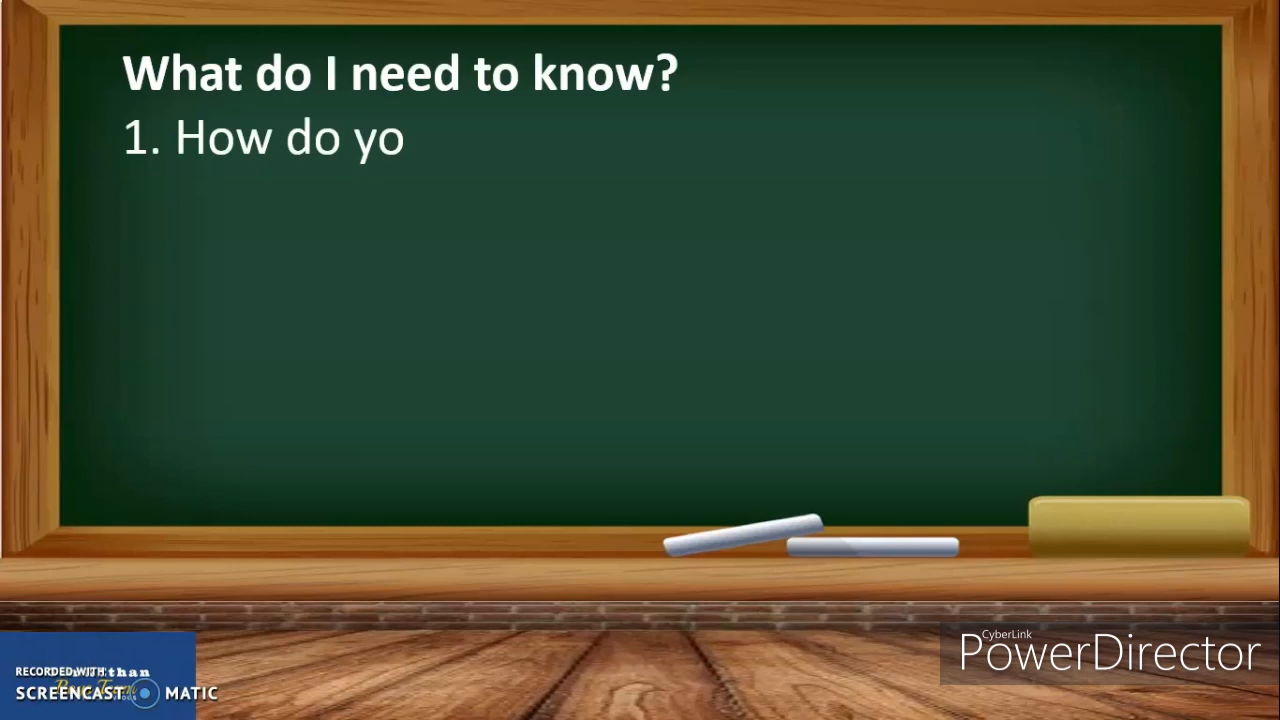 What do I need to know?
1. How do yo
RECORDED WITH
SCREENCAST MATIC
CyberLink
PowerDirector